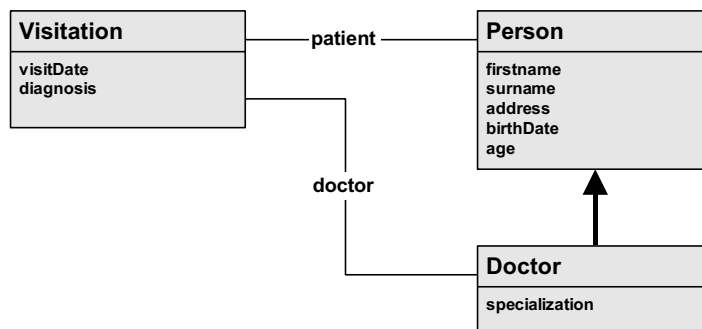 Visitation
visitDate
diagnosis
patient
Person
firstname
surname
address
birthDate
age
doctor
Doctor
specialization